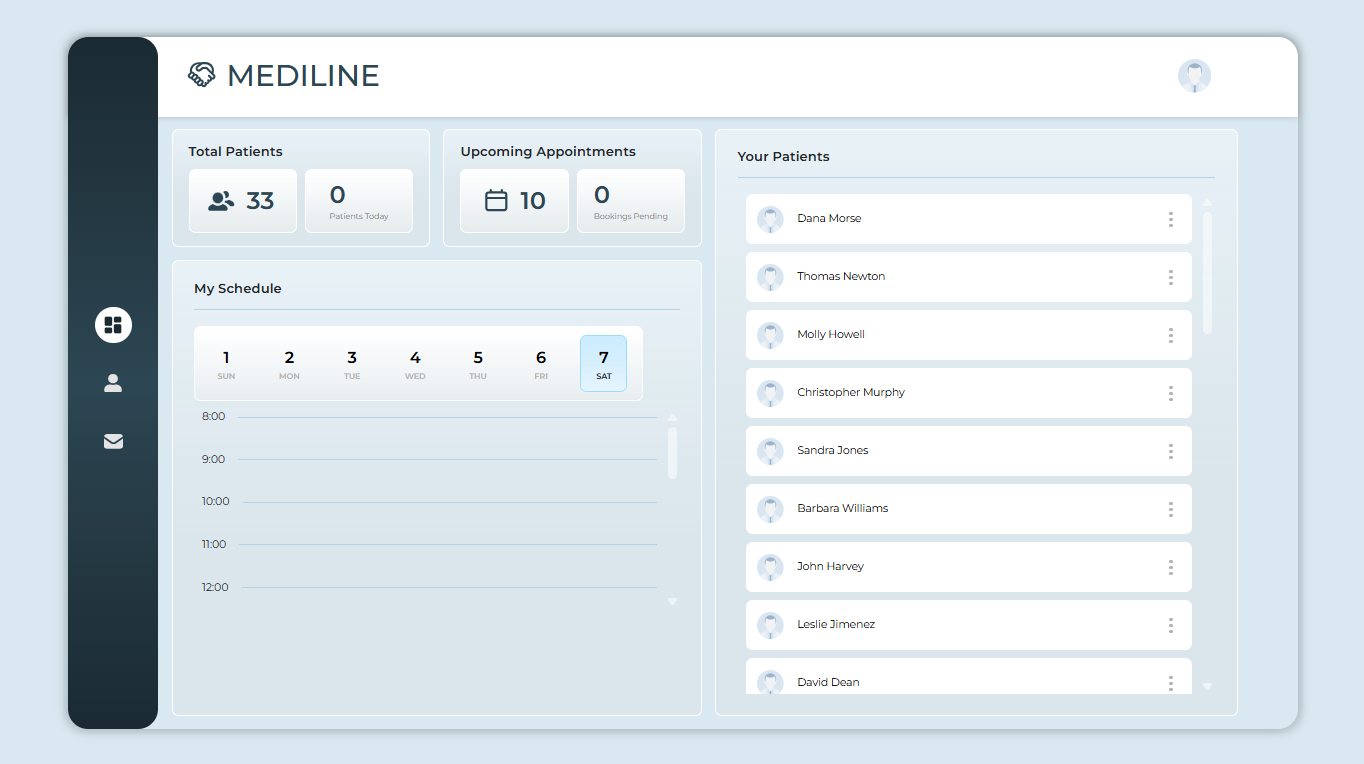 MEDILINE
Total Patients
33
0
Patients Today
Upcoming Appointments
10
0
Bookings Pending
My Schedule
1 2 3 4 5 6 7
SUN MON TUE WED THU FRI SAT
8:00
9:00
10:00
11:00
12:00
Your Patients
Dana Morse
Thomas Newton
Molly Howell
Christopher Murphy
Sandra Jones
Barbara Williams
John Harvey
Leslie Jimenez
David Dean